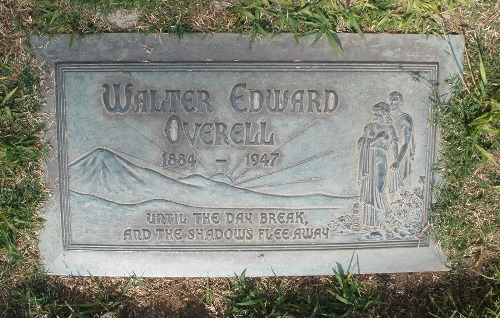 WALTER EDWARD
OVERELL
1884 – 1947
UNTIL THE DAY BREAK,
AND THE SHADOWS FLEE AWAY